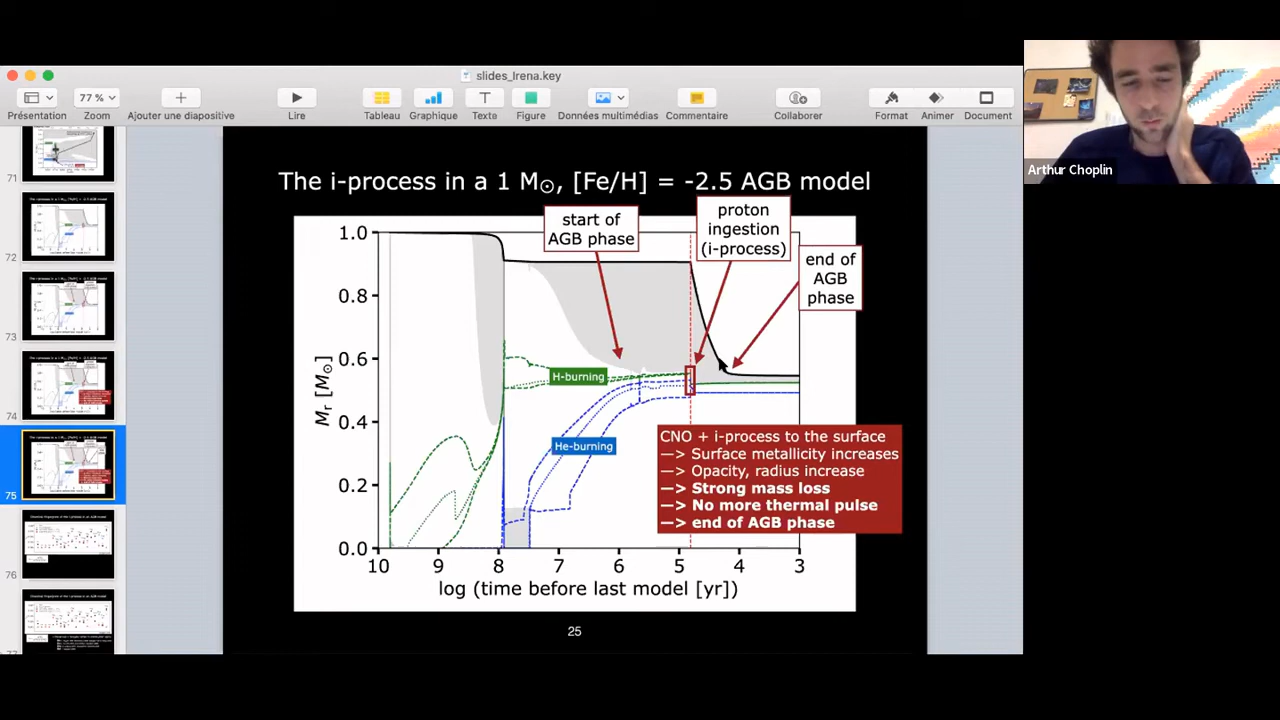 slides_Irena.key
77 %
Présentation
Zoom
Ajouter une diapositive
Lire
Tableau
Graphique
Texte
Figure
Données multimédias
Commentaire
Collaborer
Format
Animer
Document
Arthur Choplin
71
72
73
74
75
76
The i-process in a 1 M⊙, [Fe/H] = -2.5 AGB model
start of
AGB phase
proton
ingestion
(i-process)
end of
AGB
phase
1.0
0.8
0.6
0.4
0.2
0.0
Mr [M⊙]
H-burning
He-burning
CNO + i-process to the surface
—> Surface metallicity increases
—> Opacity, radius increase
—> Strong mass loss
—> No more thermal pulse
—> end of AGB phase
10 9 8 7 6 5 4 3
log (time before last model [yr])
25